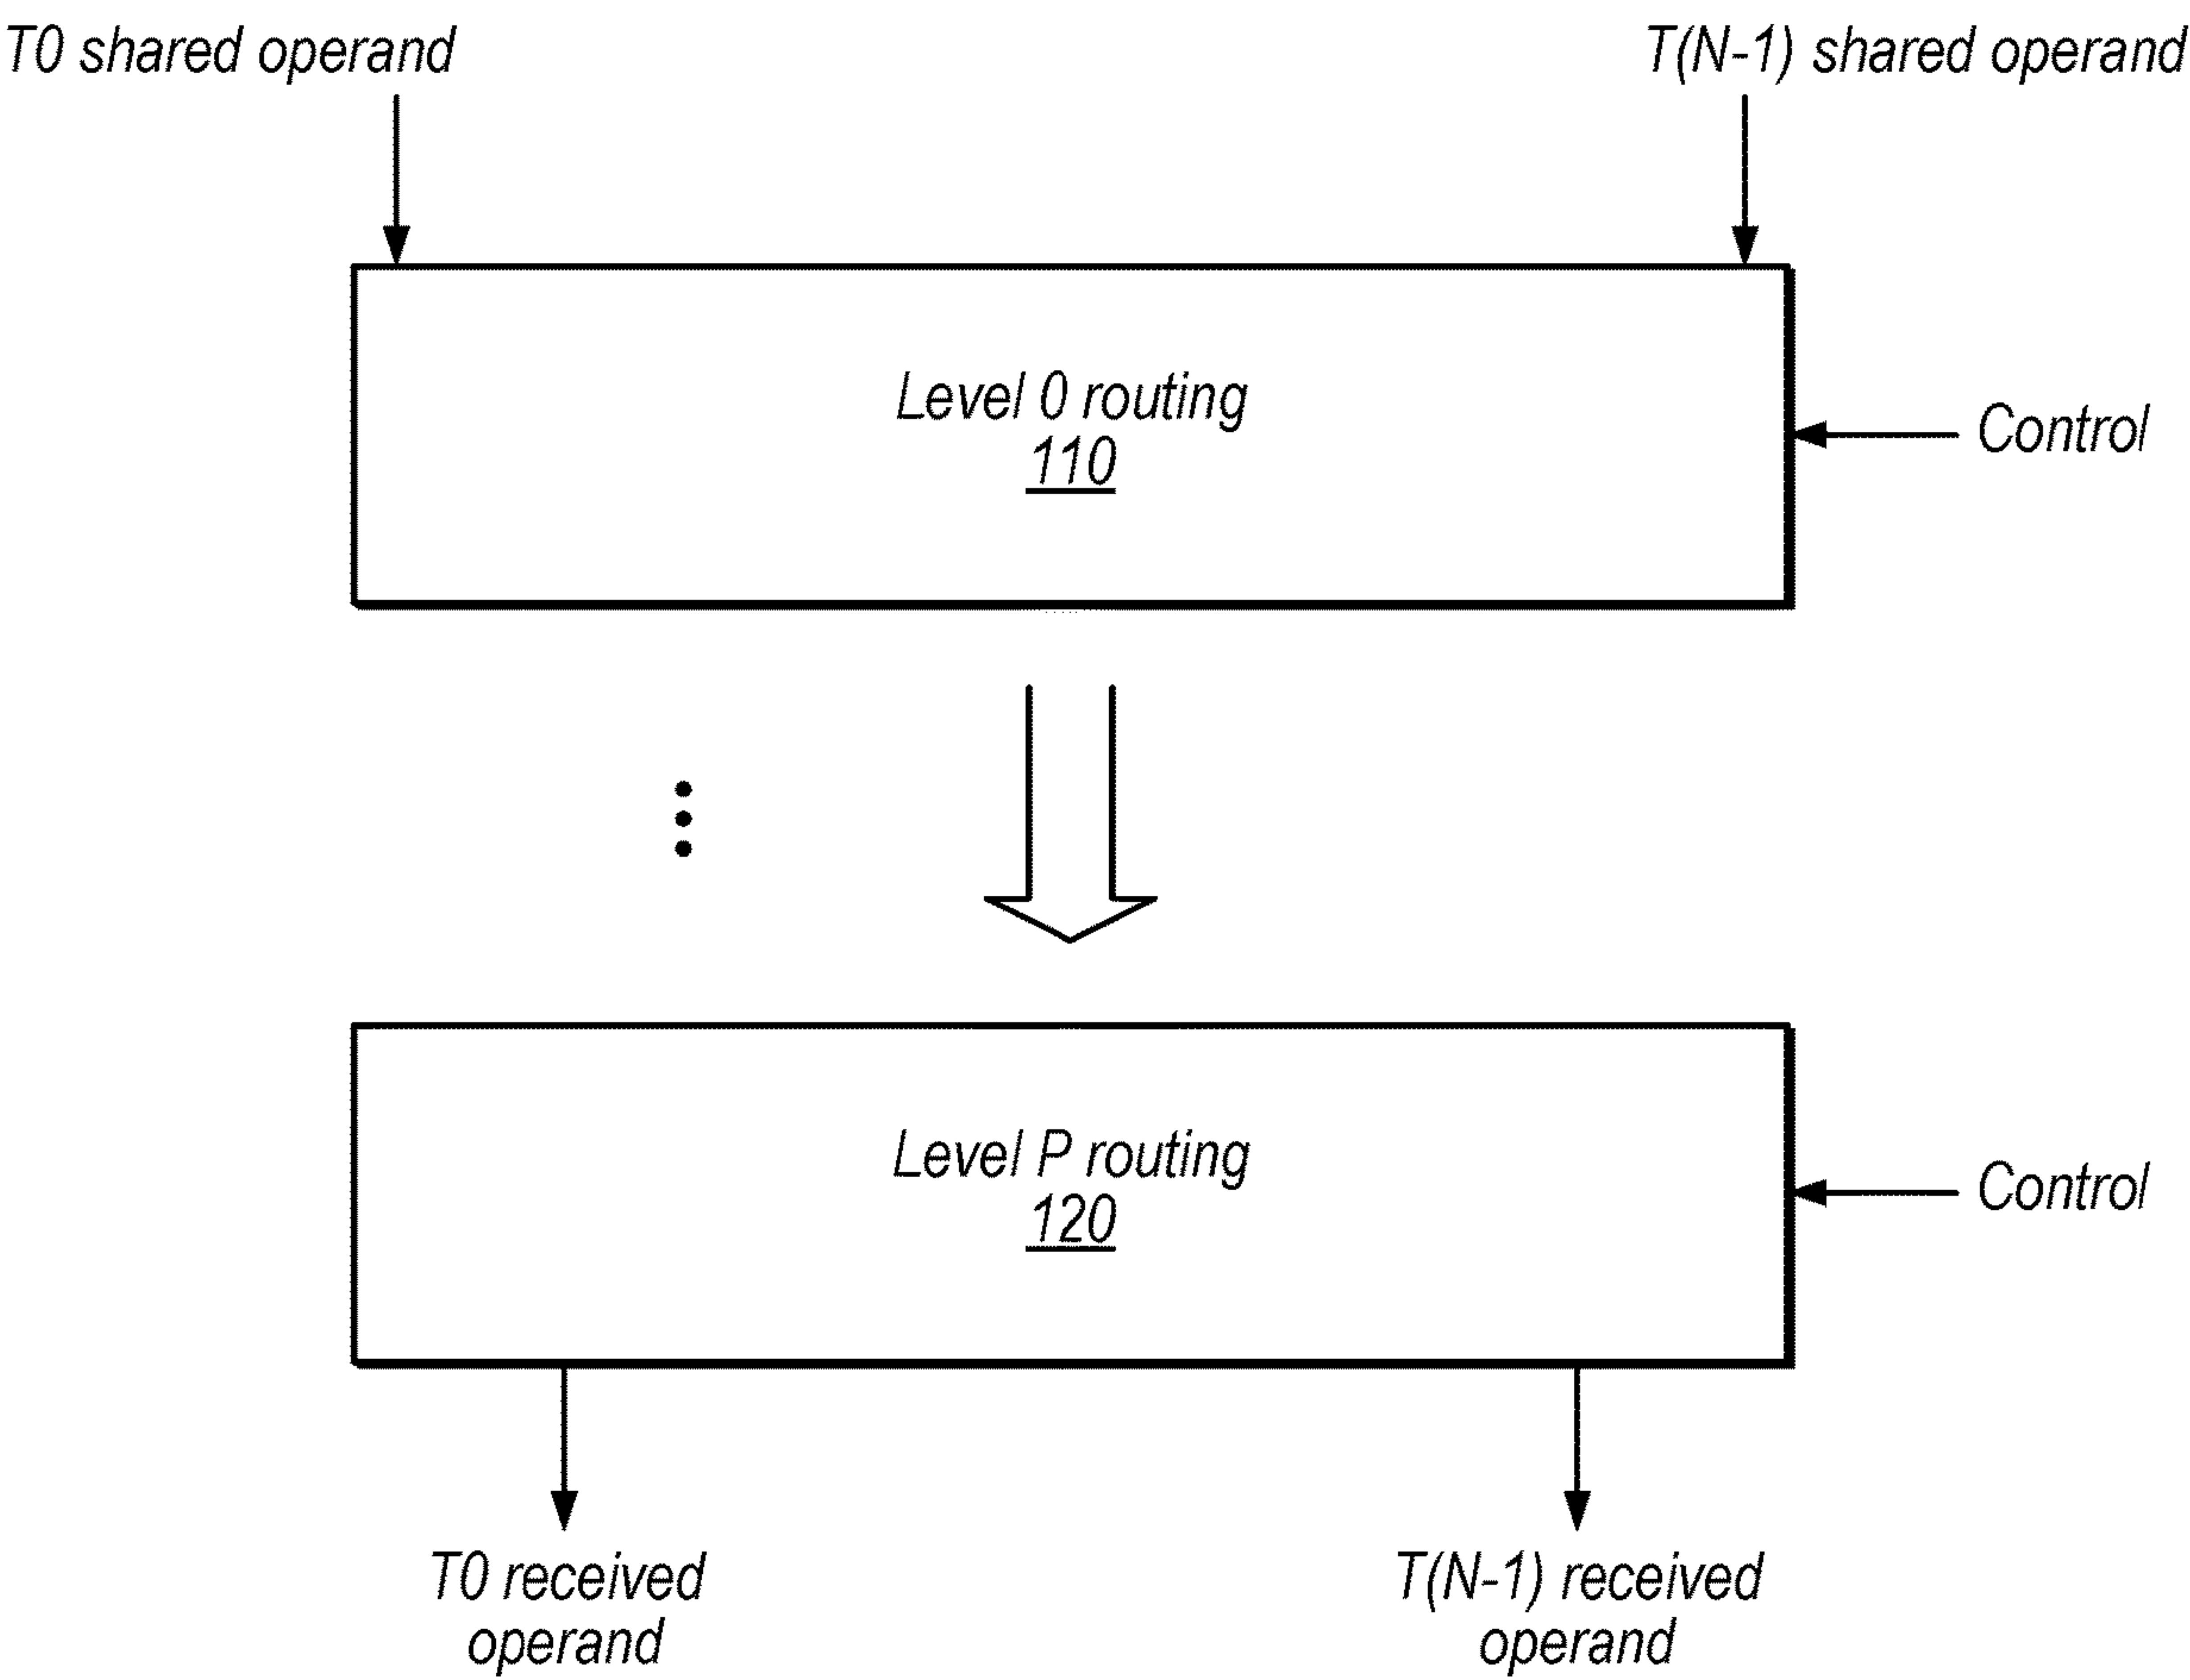 T0 shared operand
T(N-1) shared operand
Level 0 routing
110
Control
Level P routing
120
Control
T0 received
operand
T(N-1) received
operand